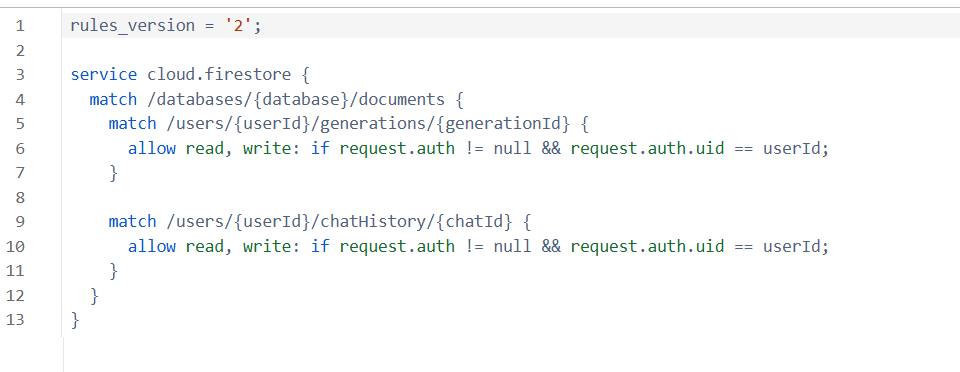 1 rules_version = '2';
2
3 service cloud.firestore {
4   match /databases/{database}/documents {
5     match /users/{userId}/generations/{generationId} {
6       allow read, write: if request.auth != null && request.auth.uid == userId;
7     }
8
9     match /users/{userId}/chatHistory/{chatId} {
10       allow read, write: if request.auth != null && request.auth.uid == userId;
11     }
12   }
13 }